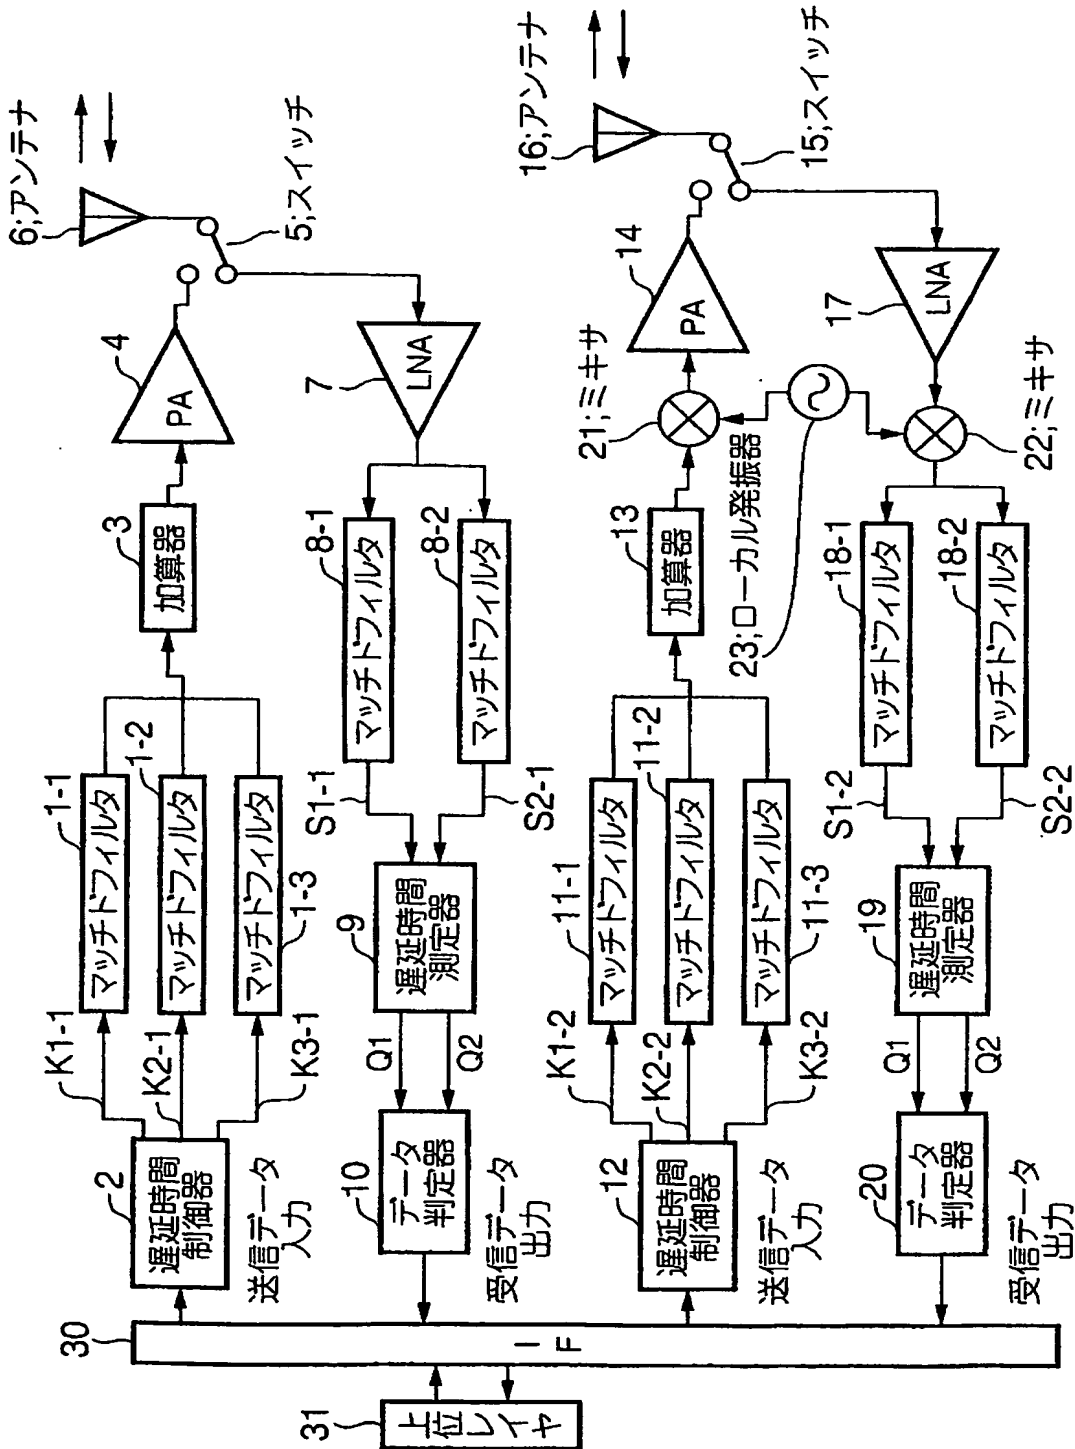 6;アンテナ
5;スイッチ
4
PA
3
加算器
7
LNA
1-1
マッチドフィルタ
1-2
マッチドフィルタ
1-3
マッチドフィルタ
8-1
マッチドフィルタ
8-2
マッチドフィルタ
K1-1
K2-1
K3-1
S1-1
S2-1
2
遅延時間
制御器
送信データ
入力
9
遅延時間
測定器
Q1
Q2
10
データ
判定器
受信データ
出力
16;アンテナ
15;スイッチ
14
PA
21;ミキサ
13
加算器
23;ローカル発振器
17
LNA
22;ミキサ
11-1
マッチドフィルタ
11-2
マッチドフィルタ
11-3
マッチドフィルタ
18-1
マッチドフィルタ
18-2
マッチドフィルタ
K1-2
K2-2
K3-2
S1-2
S2-2
12
遅延時間
制御器
送信データ
入力
19
遅延時間
測定器
Q1
Q2
20
データ
判定器
受信データ
出力
30
IF
31
上位レイヤ